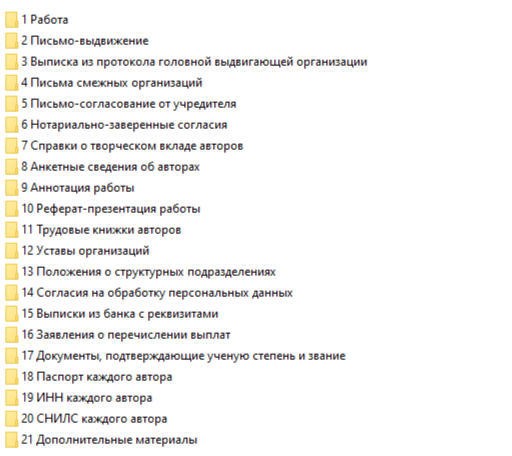 1 Работа
2 Письмо-выдвижение
3 Выписка из протокола головной выдвигающей организации
4 Письма смежных организаций
5 Письмо-согласование от учредителя
6 Нотариально-заверенные согласия
7 Справки о творческом вкладе авторов
8 Анкетные сведения об авторах
9 Аннотация работы
10 Реферат-презентация работы
11 Трудовые книжки авторов
12 Уставы организаций
13 Положения о структурных подразделениях
14 Согласия на обработку персональных данных
15 Выписки из банка с реквизитами
16 Заявления о перечислении выплат
17 Документы, подтверждающие ученую степень и звание
18 Паспорт каждого автора
19 ИНН каждого автора
20 СНИЛС каждого автора
21 Дополнительные материалы